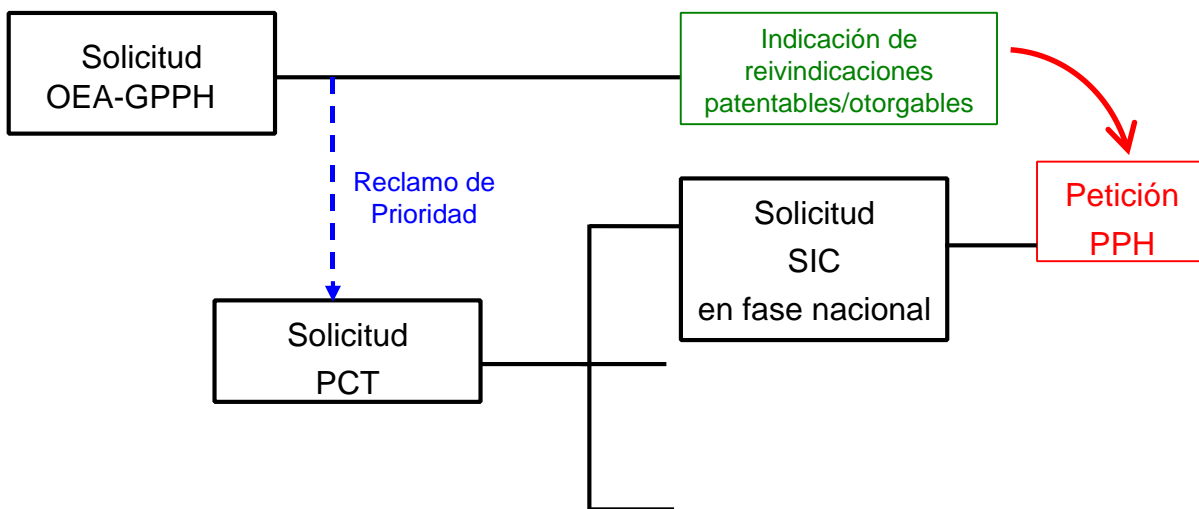 Solicitud
OEA-GPPH
Indicación de
reivindicaciones
patentables/otorgables
Reclamo de
Prioridad
Solicitud
SIC
en fase nacional
Petición
PPH
Solicitud
PCT